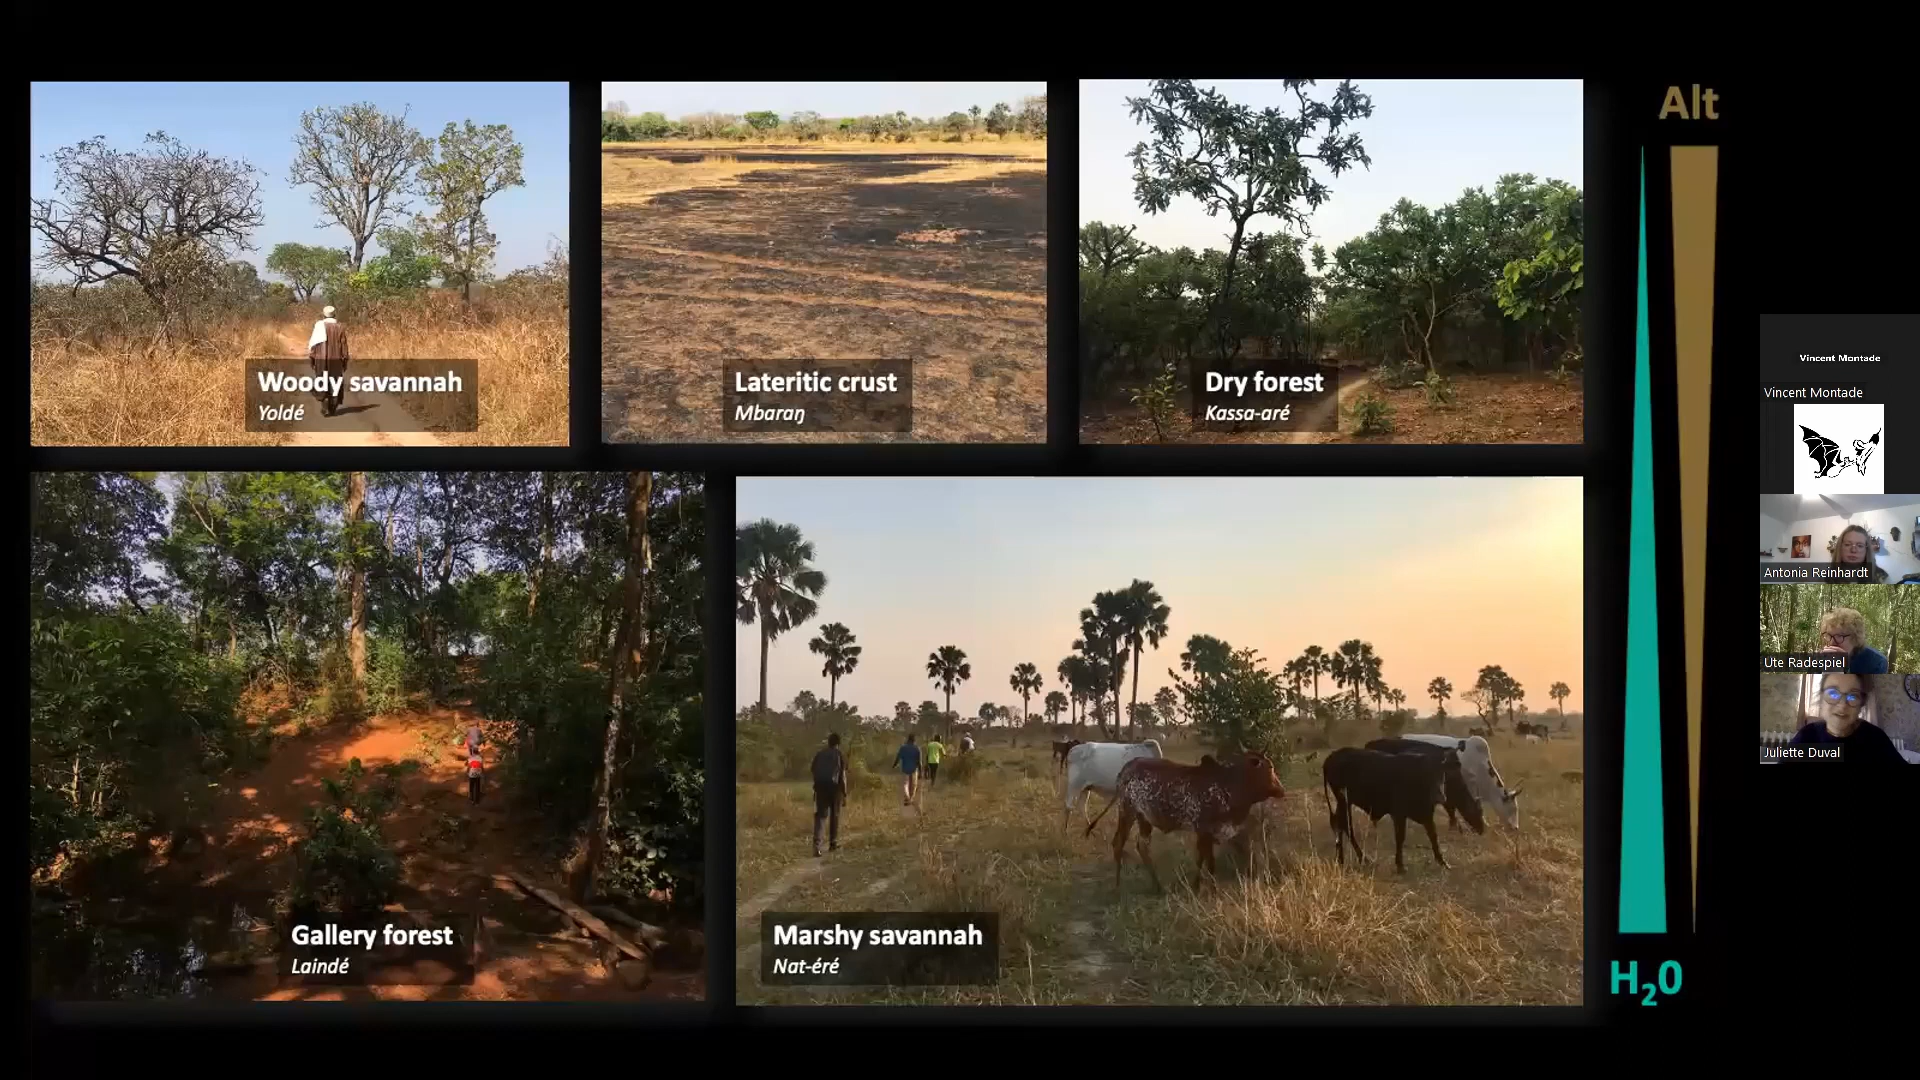 Alt
Woody savannah
Yoldé
Lateritic crust
Mbaraŋ
Dry forest
Kassa-aré
Gallery forest
Laindé
Marshy savannah
Nat-éré
H₂0
Vincent Montade
Vincent Montade
Antonia Reinhardt
Ute Radespiel
Juliette Duval